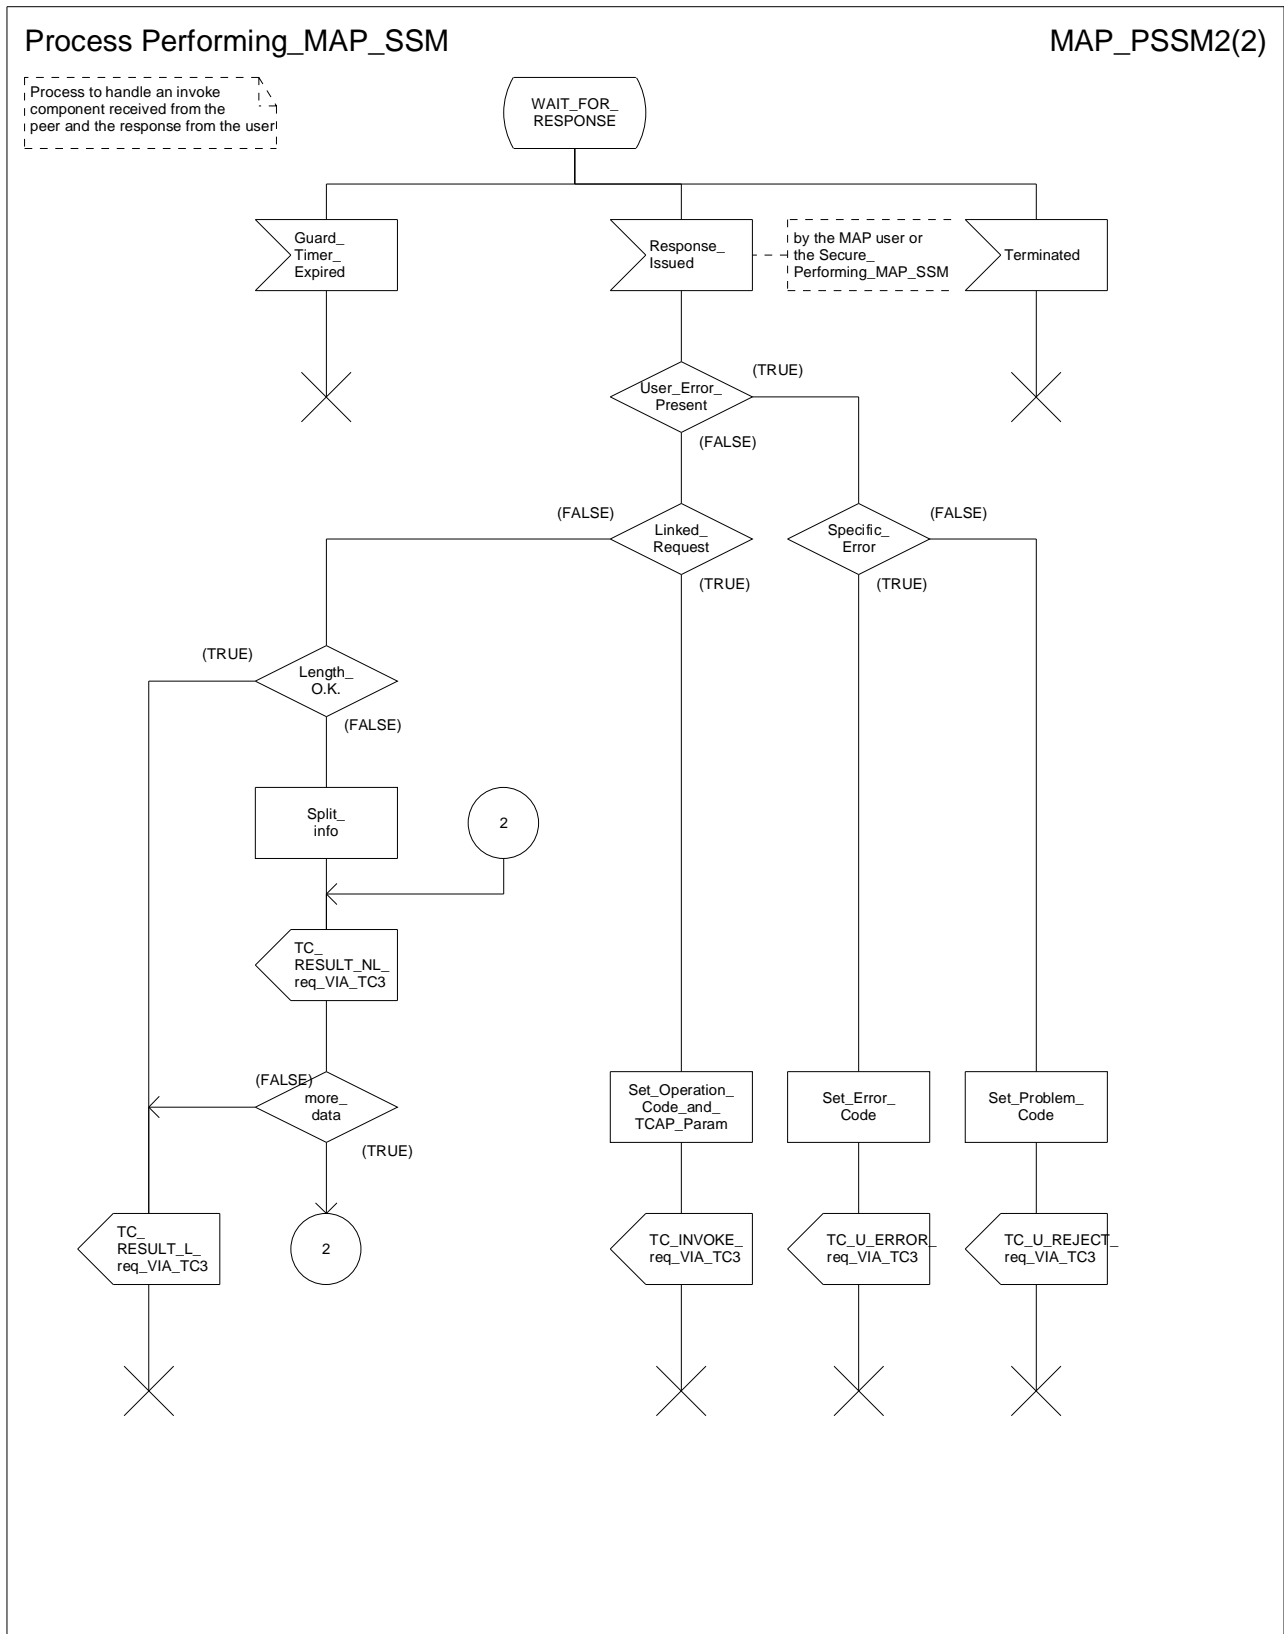 Process Performing_MAP_SSM
MAP_PSSM2(2)
Process to handle an invoke
component received from the
peer and the response from the user
WAIT_FOR_
RESPONSE
Guard_
Timer_
Expired
Response_
Issued
by the MAP user or
the Secure_
Performing_MAP_SSM
Terminated
User_Error_
Present
(TRUE)
(FALSE)
(FALSE)
Linked_
Request
(TRUE)
Specific_
Error
(FALSE)
(TRUE)
(TRUE)
Length_
O.K.
(FALSE)
Split_
info
2
TC_
RESULT_NL_
req_VIA_TC3
(FALSE)
more_
data
(TRUE)
Set_Operation_
Code_and_
TCAP_Param
Set_Error_
Code
Set_Problem_
Code
TC_
RESULT_L_
req_VIA_TC3
2
TC_INVOKE_
req_VIA_TC3
TC_U_ERROR_
req_VIA_TC3
TC_U_REJECT_
req_VIA_TC3